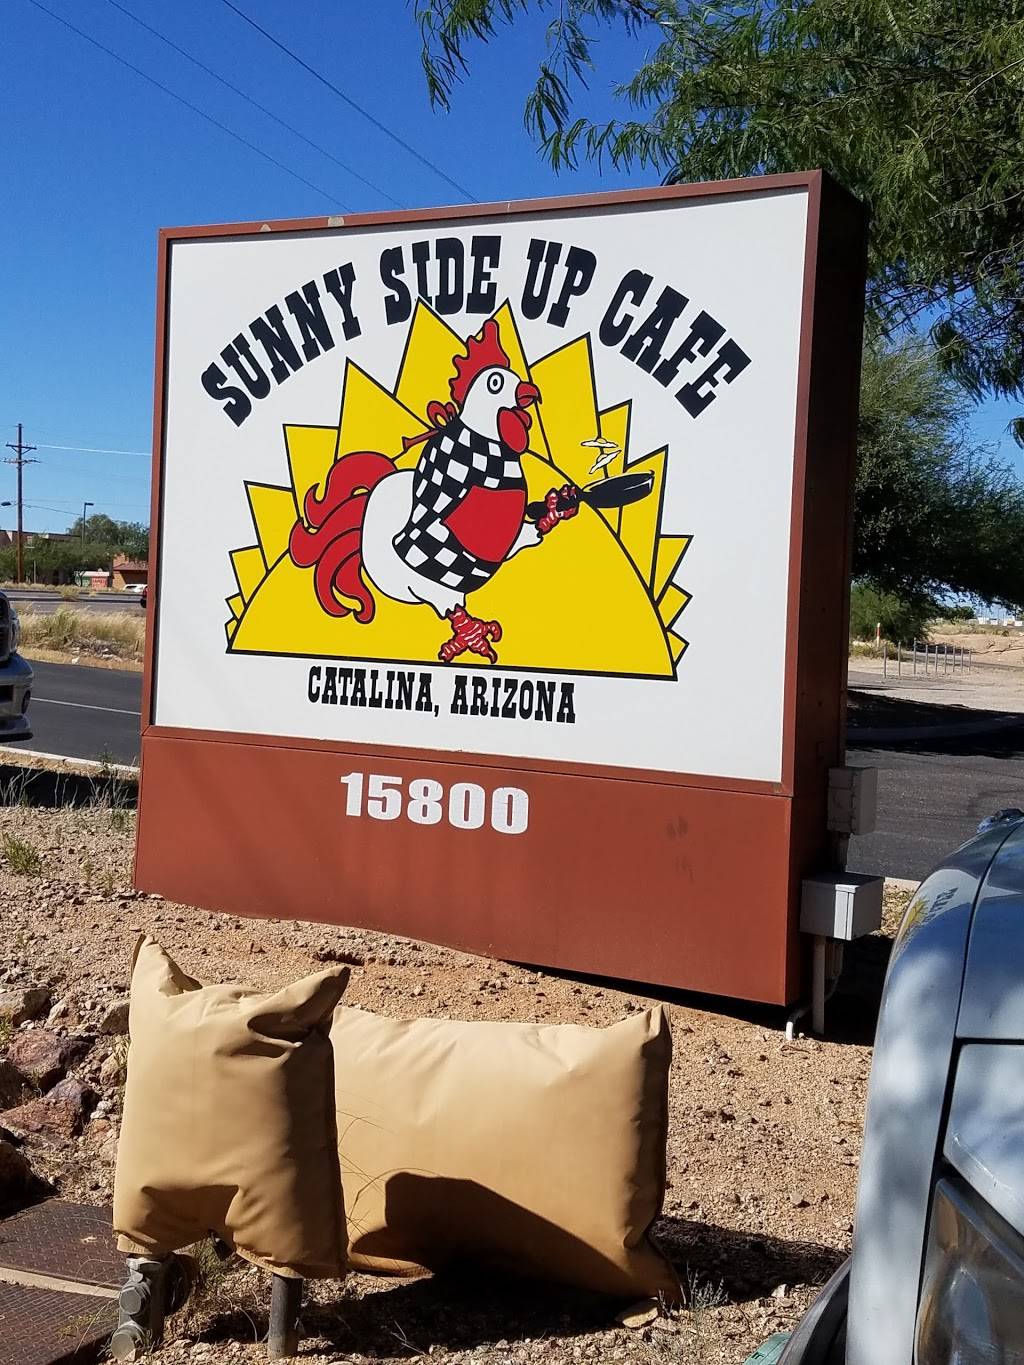 SUNNY SIDE UP CAFE
CATALINA, ARIZONA
15800